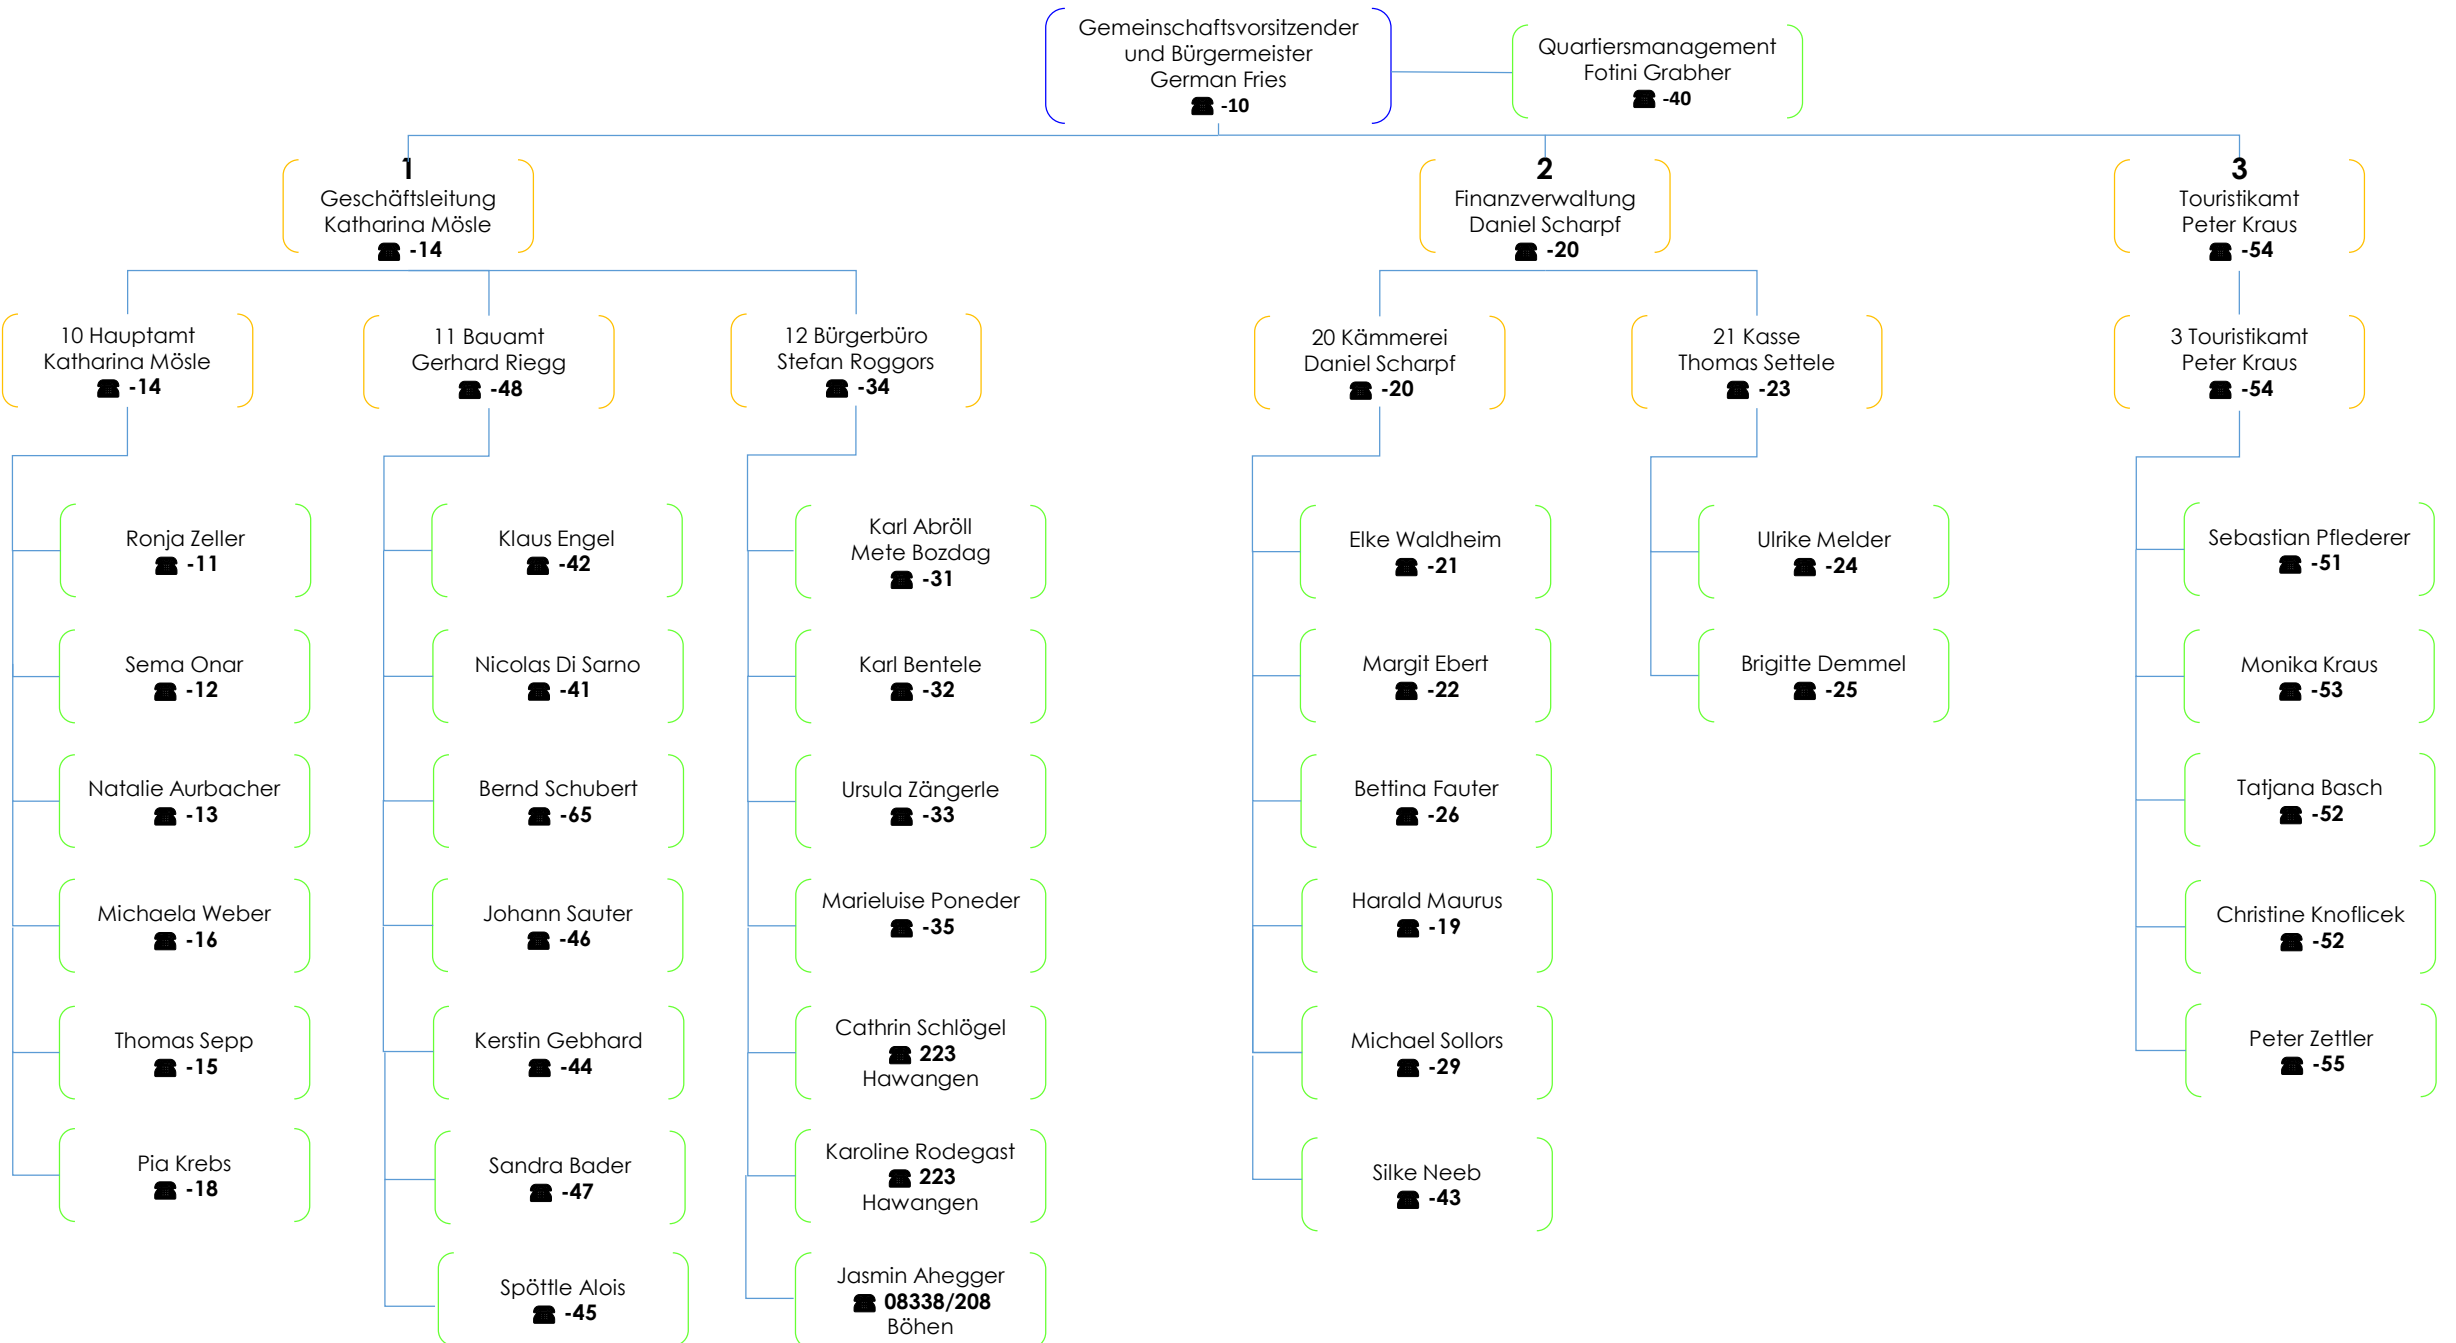 Gemeinschaftsvorsitzender
und Bürgermeister
German Fries
☎ -10
Quartiersmanagement
Fotini Grabher
☎ -40
1
Geschäftsleitung
Katharina Mösle
☎ -14
2
Finanzverwaltung
Daniel Scharpf
☎ -20
3
Touristikamt
Peter Kraus
☎ -54
10 Hauptamt
Katharina Mösle
☎ -14
11 Bauamt
Gerhard Riegg
☎ -48
12 Bürgerbüro
Stefan Roggors
☎ -34
20 Kämmerei
Daniel Scharpf
☎ -20
21 Kasse
Thomas Settele
☎ -23
3 Touristikamt
Peter Kraus
☎ -54
Ronja Zeller
☎ -11
Sema Onar
☎ -12
Natalie Aurbacher
☎ -13
Michaela Weber
☎ -16
Thomas Sepp
☎ -15
Pia Krebs
☎ -18
Klaus Engel
☎ -42
Nicolas Di Sarno
☎ -41
Bernd Schubert
☎ -65
Johann Sauter
☎ -46
Kerstin Gebhard
☎ -44
Sandra Bader
☎ -47
Spöttle Alois
☎ -45
Karl Abröll
Mete Bozdag
☎ -31
Karl Bentele
☎ -32
Ursula Zängerle
☎ -33
Marieluise Poneder
☎ -35
Cathrin Schlögel
☎ 223
Hawangen
Karoline Rodegast
☎ 223
Hawangen
Jasmin Ahegger
☎ 08338/208
Böhen
Elke Waldheim
☎ -21
Margit Ebert
☎ -22
Bettina Fauter
☎ -26
Harald Maurus
☎ -19
Michael Sollors
☎ -29
Silke Neeb
☎ -43
Ulrike Melder
☎ -24
Brigitte Demmel
☎ -25
Sebastian Pflederer
☎ -51
Monika Kraus
☎ -53
Tatjana Basch
☎ -52
Christine Knoflicek
☎ -52
Peter Zettler
☎ -55